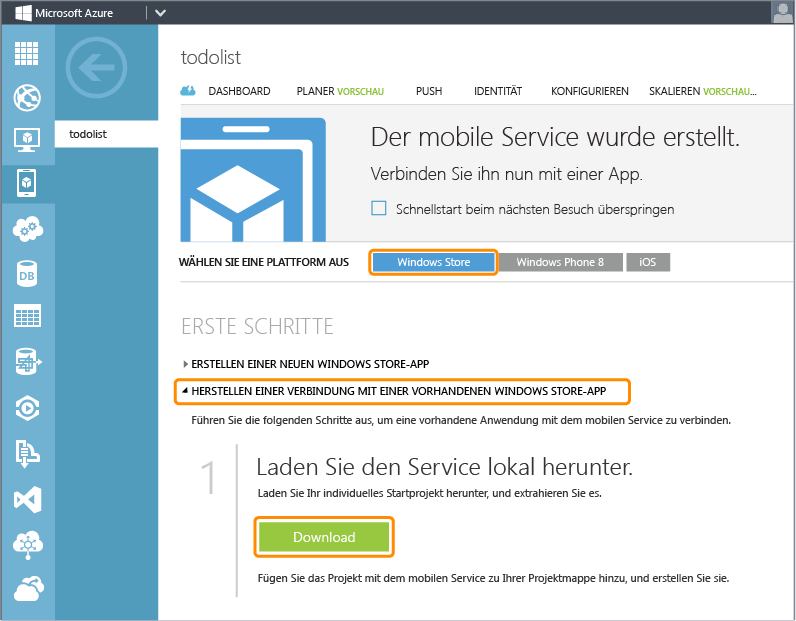 Microsoft Azure
todolist
DASHBOARD PLANER VORSCHAU PUSH IDENTITÄT KONFIGURIEREN SKALIEREN VORSCHAU...
todolist
Der mobile Service wurde erstellt.
Verbinden Sie ihn nun mit einer App.
Schnellstart beim nächsten Besuch überspringen
WÄHLEN SIE EINE PLATTFORM AUS Windows Store Windows Phone 8 iOS
DB
ERSTE SCHRITTE
ERSTELLEN EINER NEUEN WINDOWS STORE-APP
HERSTELLEN EINER VERBINDUNG MIT EINER VORHANDENEN WINDOWS STORE-APP
Führen Sie die folgenden Schritte aus, um eine vorhandene Anwendung mit dem mobilen Service zu verbinden.
1 Laden Sie den Service lokal herunter.
Laden Sie Ihr individuelles Startprojekt herunter, und extrahieren Sie es.
Download
Fügen Sie das Projekt mit dem mobilen Service zu Ihrer Projektmappe hinzu, und erstellen Sie sie.